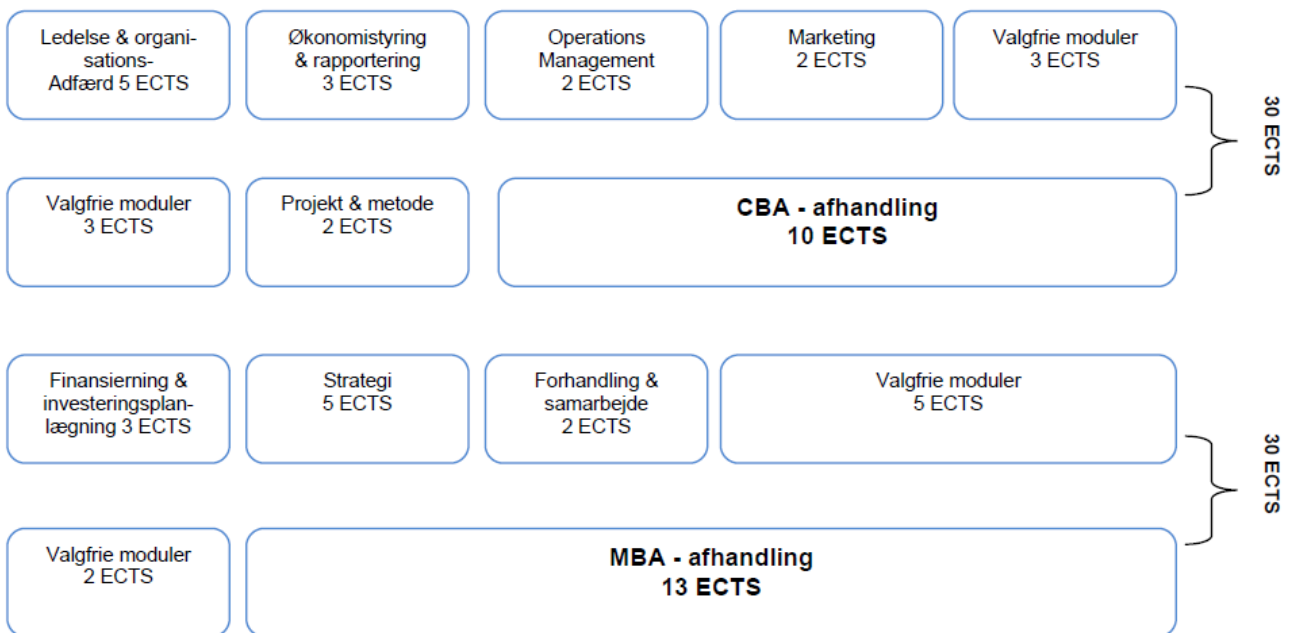 Ledelse & organi-
sations-
Adfærd 5 ECTS
Økonomistyring
& rapportering
3 ECTS
Operations
Management
2 ECTS
Marketing
2 ECTS
Valgfrie moduler
3 ECTS
30 ECTS
Valgfrie moduler
3 ECTS
Projekt & metode
2 ECTS
CBA - afhandling
10 ECTS
Finansierning &
investeringsplan-
lægning 3 ECTS
Strategi
5 ECTS
Forhandling &
samarbejde
2 ECTS
Valgfrie moduler
5 ECTS
30 ECTS
Valgfrie moduler
2 ECTS
MBA - afhandling
13 ECTS